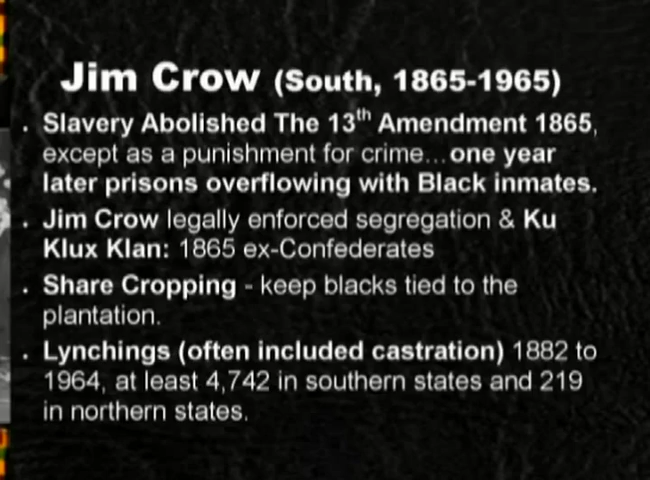 Jim Crow (South, 1865-1965)
. Slavery Abolished The 13th Amendment 1865,
except as a punishment for crime...one year
later prisons overflowing with Black inmates.
. Jim Crow legally enforced segregation & Ku
Klux Klan: 1865 ex-Confederates
. Share Cropping - keep blacks tied to the
plantation.
. Lynchings (often included castration) 1882 to
1964, at least 4,742 in southern states and 219
in northern states.